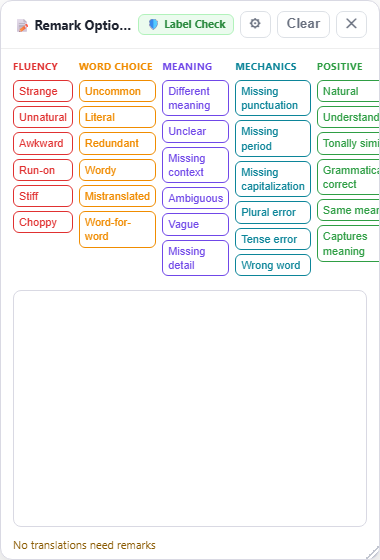 Remark Optio...
Label Check
Clear
FLUENCY
Strange
Unnatural
Awkward
Run-on
Stiff
Choppy
WORD CHOICE
Uncommon
Literal
Redundant
Wordy
Mistranslated
Word-for-
word
MEANING
Different
meaning
Unclear
Missing
context
Ambiguous
Vague
Missing
detail
MECHANICS
Missing
punctuation
Missing
period
Missing
capitalization
Plural error
Tense error
Wrong word
POSITIVE
Natural
Understand
Tonally simi
Grammatica
correct
Same mear
Captures
meaning
No translations need remarks